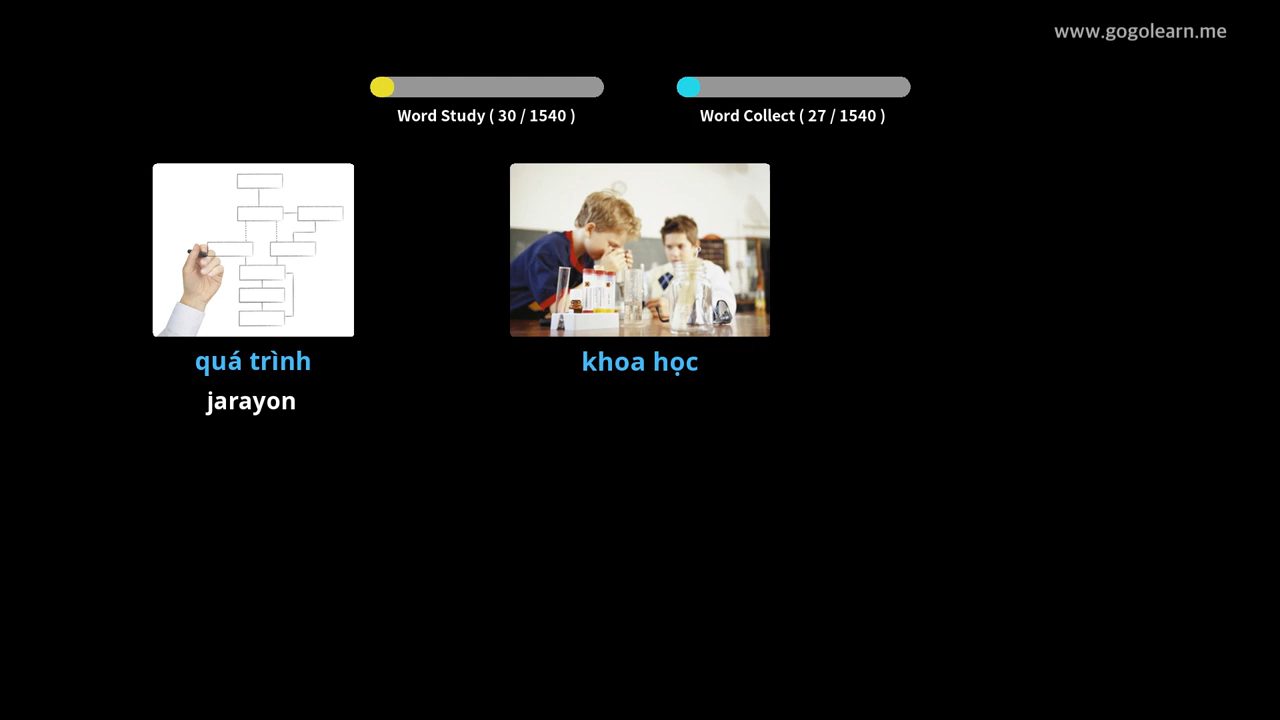 www.gogolearn.me
Word Study ( 30 / 1540 )
Word Collect ( 27 / 1540 )
quá trình
jarayon
khoa học